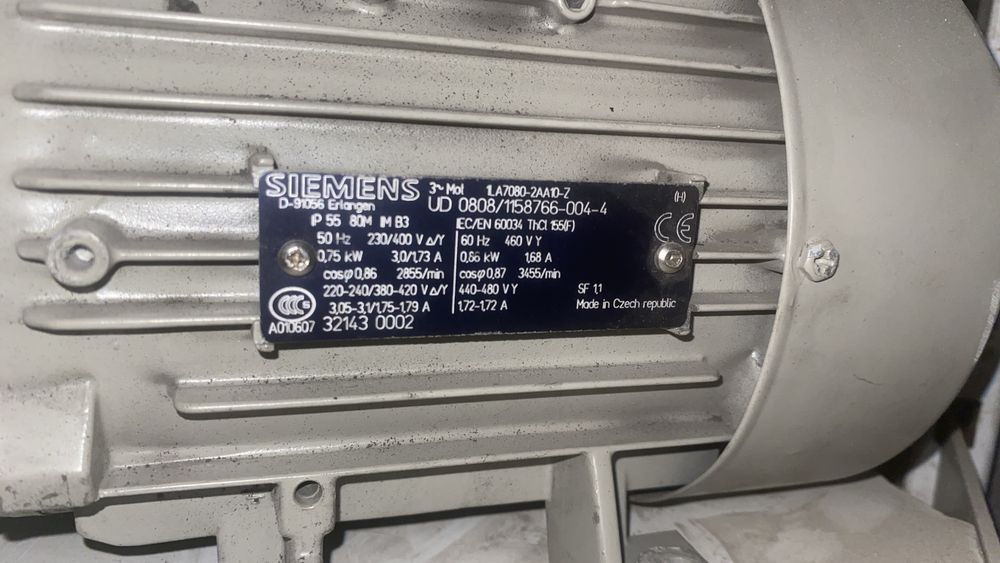 SIEMENS 3~ Mot 1LA7080-2AA10-Z
D-91056 Erlangen UD 0808/1158766-004-4 (H)
IP 55 80M IM B3 IEC/EN 60034 Th.Cl. 155(F)
CE
50 Hz 230/400 V Δ/Y 60 Hz 460 V Y
0,75 kW 3,0/1,73 A 0,86 kW 1,68 A
cosφ 0,86 2855/min cosφ 0,87 3455/min
220-240/380-420 V Δ/Y 440-480 V Y SF 1,1
3,05-3,1/1,75-1,79 A 1,72-1,72 A Made in Czech republic
CCC S
A010607 32143 0002